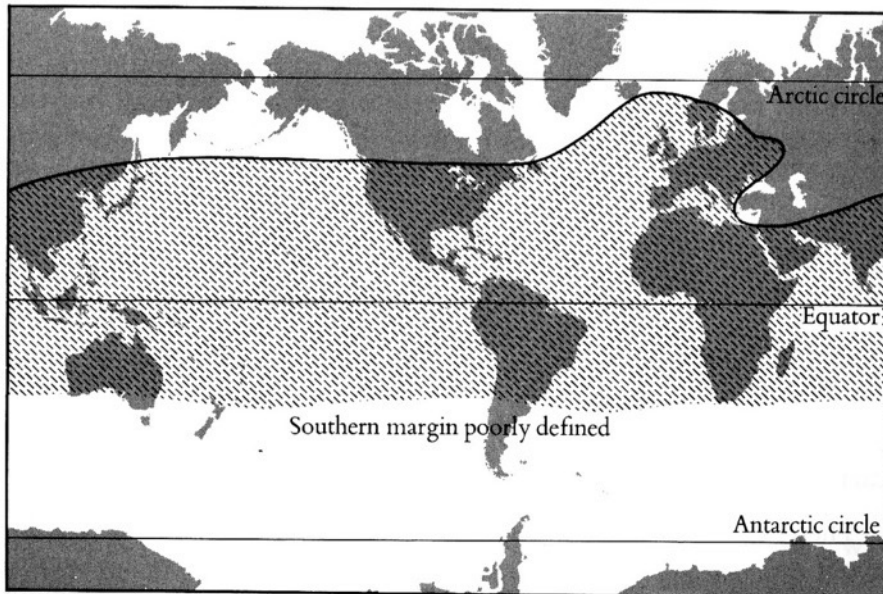 Arctic circle
Equator
Southern margin poorly defined
Antarctic circle